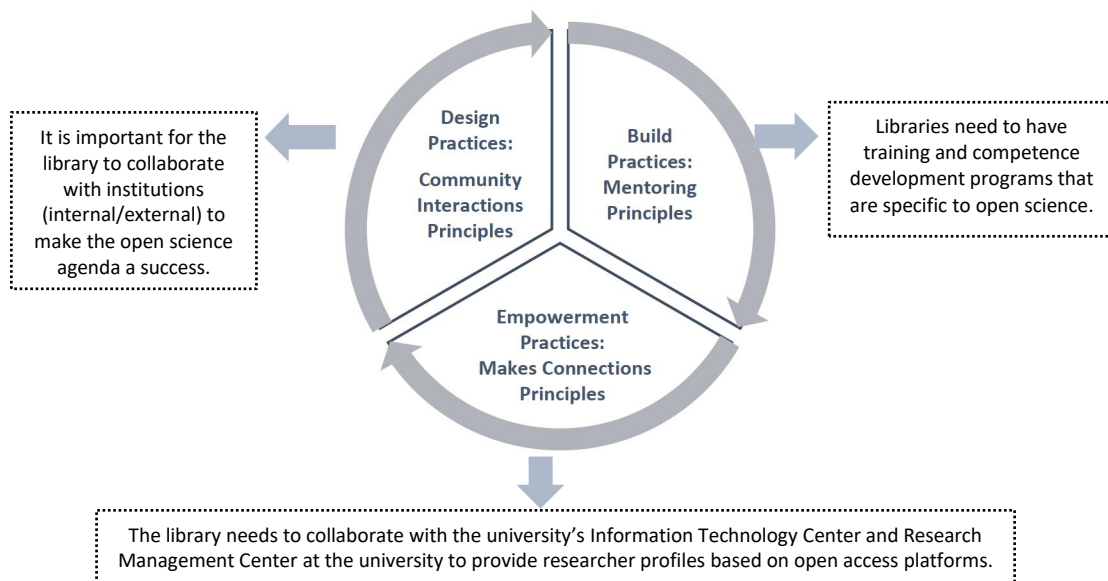 Design
Practices:
Community
Interactions
Principles
Build
Practices:
Mentoring
Principles
Empowerment
Practices:
Makes Connections
Principles
It is important for the
library to collaborate
with institutions
(internal/external) to
make the open science
agenda a success.
Libraries need to have
training and competence
development programs that
are specific to open science.
The library needs to collaborate with the university’s Information Technology Center and Research
Management Center at the university to provide researcher profiles based on open access platforms.